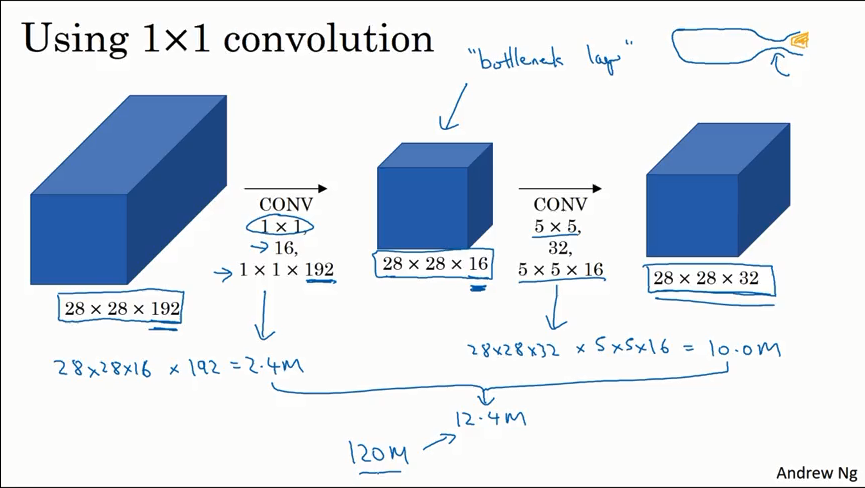 Using 1×1 convolution
"bottleneck layer"
CONV
1 × 1,
→ 16,
→ 1 × 1 × 192
CONV
5 × 5,
32,
5 × 5 × 16
28 × 28 × 192
28 × 28 × 16
28 × 28 × 32
28×28×16 × 192 = 2.4M
28×28×32 × 5×5×16 = 10.0M
12.4M
120M
Andrew Ng